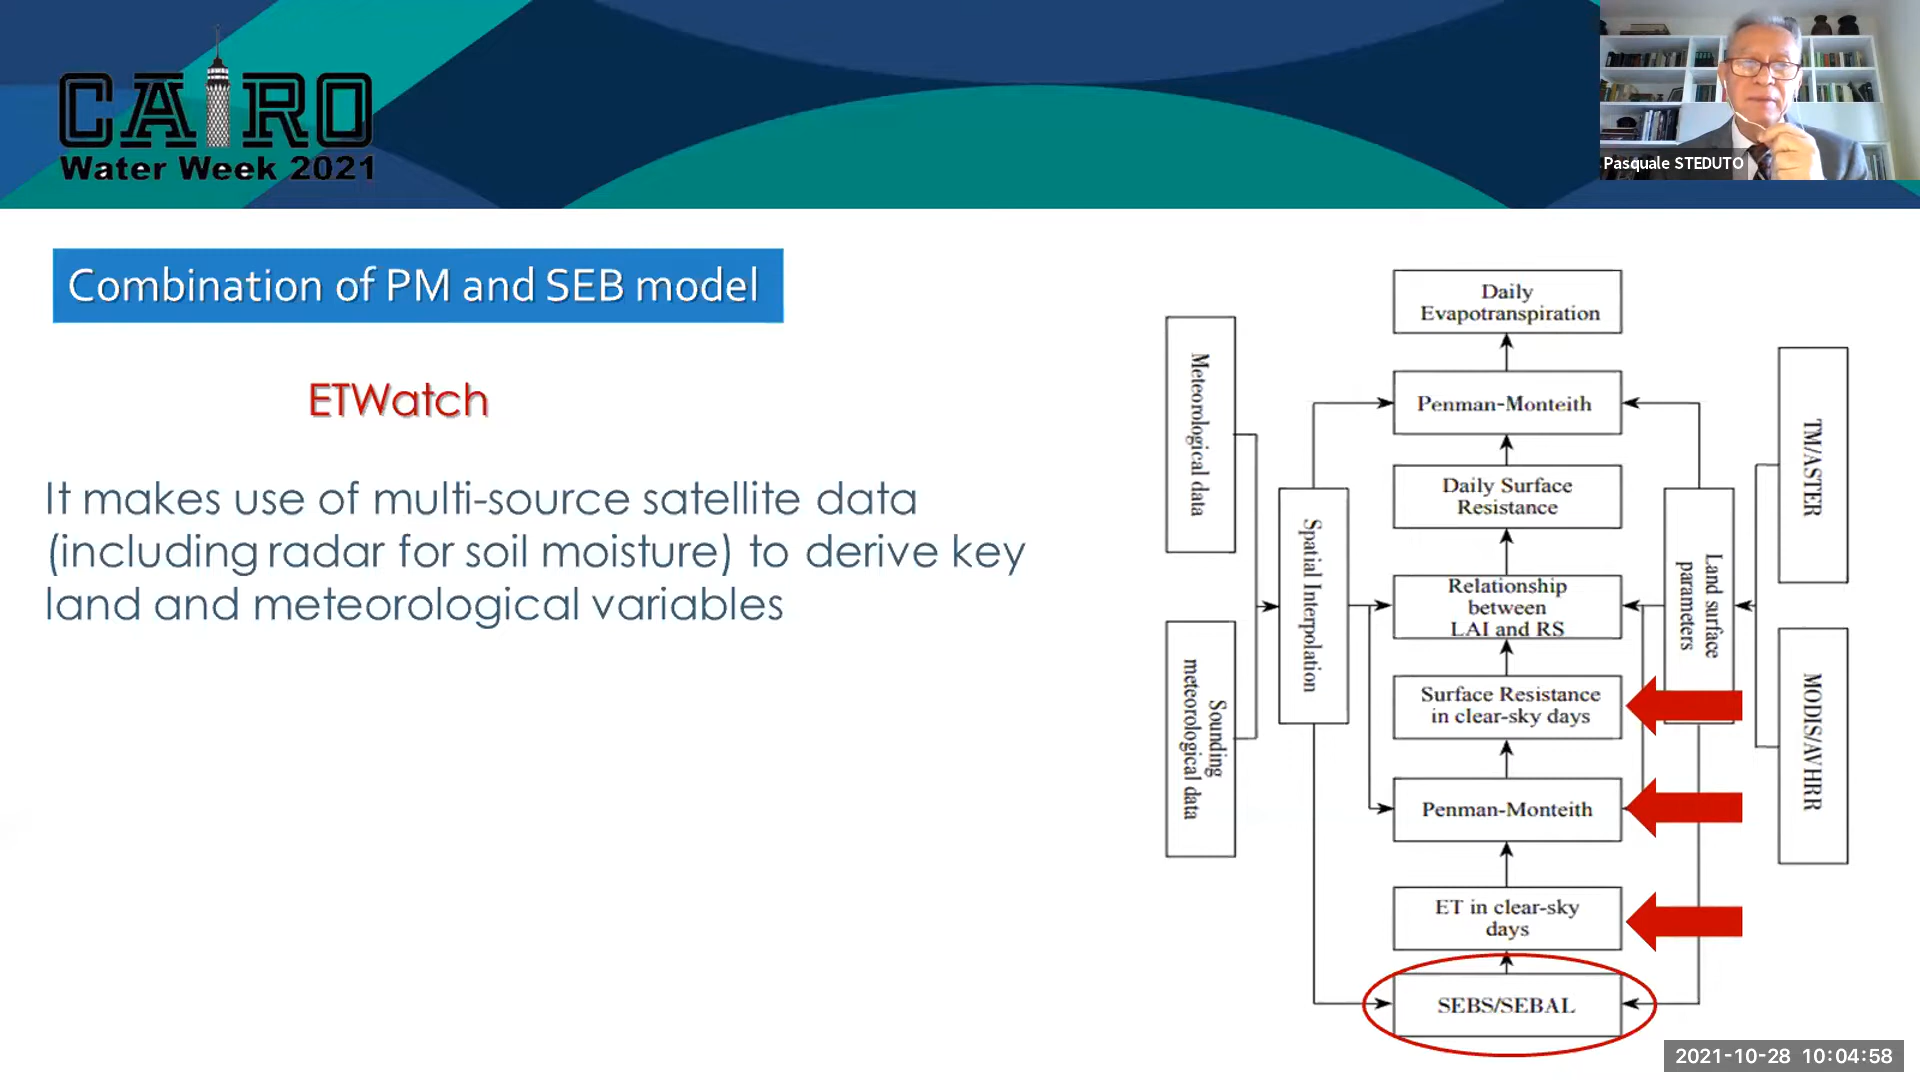 CAIRO
Water Week 2021
Pasquale STEDUTO
Combination of PM and SEB model
ETWatch
It makes use of multi-source satellite data
(including radar for soil moisture) to derive key
land and meteorological variables
Daily
Evapotranspiration
Penman-Monteith
Daily Surface
Resistance
Relationship
between
LAI and RS
Surface Resistance
in clear-sky days
Penman-Monteith
ET in clear-sky
days
SEBS/SEBAL
Meteorological data
Sounding
meteorological data
Spatial Interpolation
Land surface
parameters
TM/ASTER
MODIS/AVHRR
2021-10-28 10:04:58